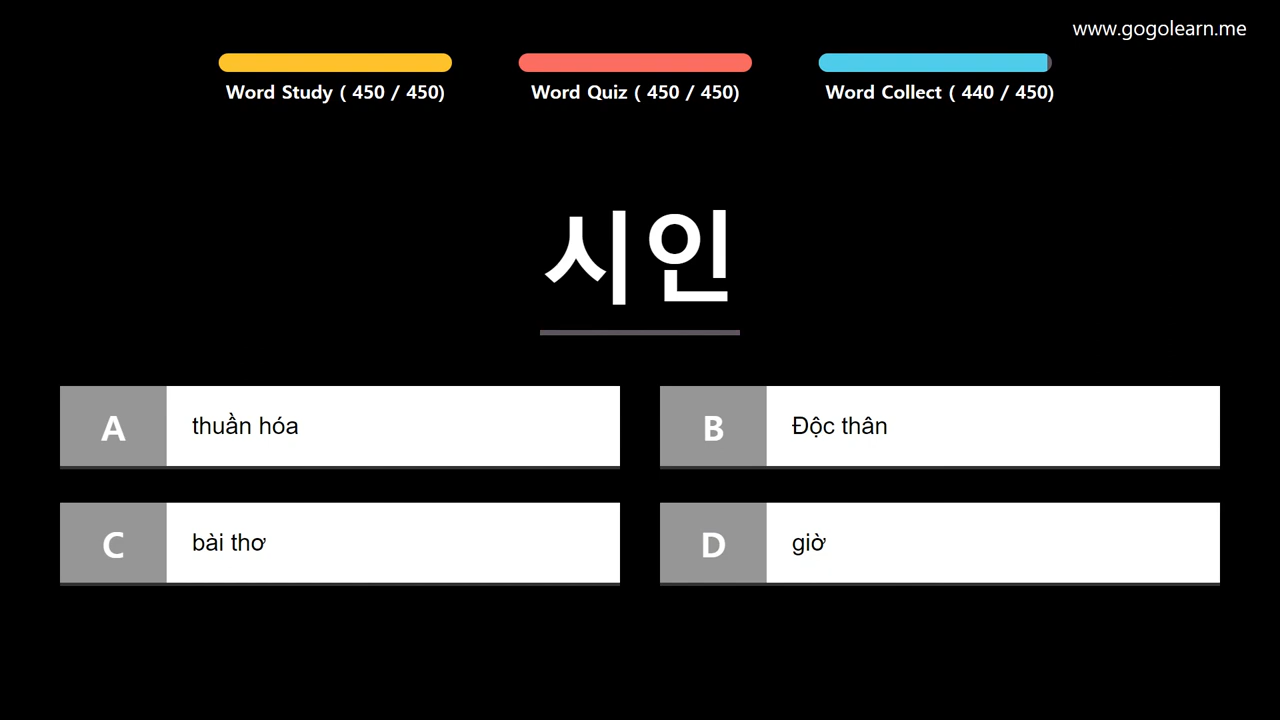 www.gogolearn.me
Word Study ( 450 / 450)
Word Quiz ( 450 / 450)
Word Collect ( 440 / 450)
시인
A thuần hóa
B Độc thân
C bài thơ
D giờ